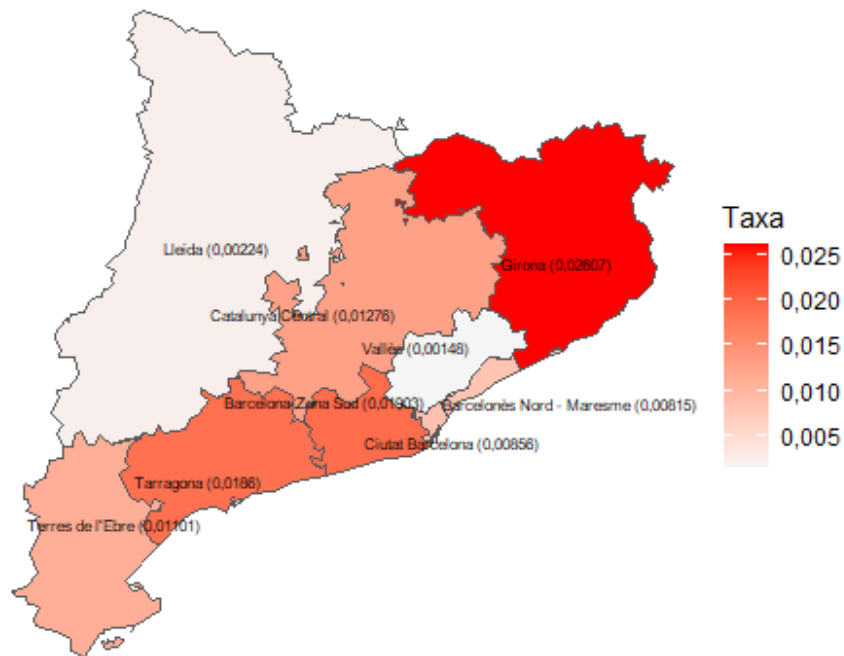 Lleida (0,00224)
Girona (0,02607)
Catalunya Central (0,01276)
Vallès (0,00148)
Barcelona Zona Sud (0,01903)
Barcelonès Nord - Maresme (0,00815)
Ciutat Barcelona (0,00856)
Tarragona (0,0186)
Terres de l'Ebre (0,01101)
Taxa
0,025
0,020
0,015
0,010
0,005